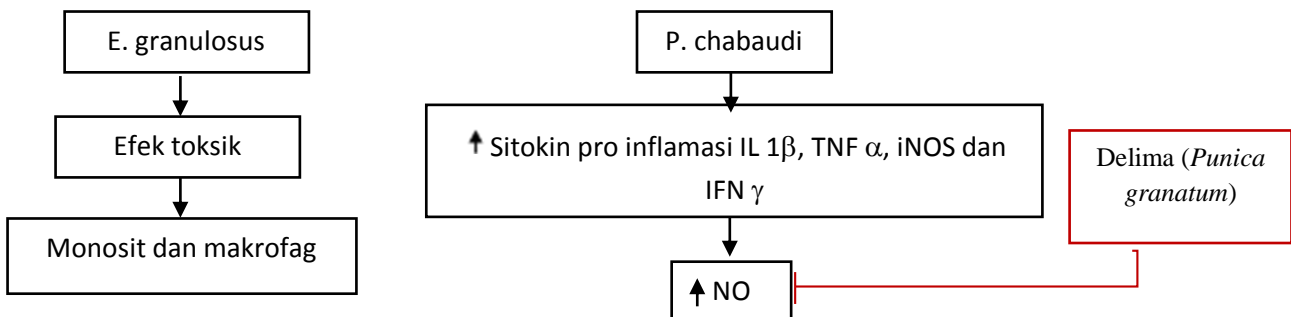 E. granulosus
Efek toksik
Monosit dan makrofag
P. chabaudi
↑ Sitokin pro inflamasi IL 1β, TNF α, iNOS dan
IFN γ
↑ NO
Delima (Punica
granatum)